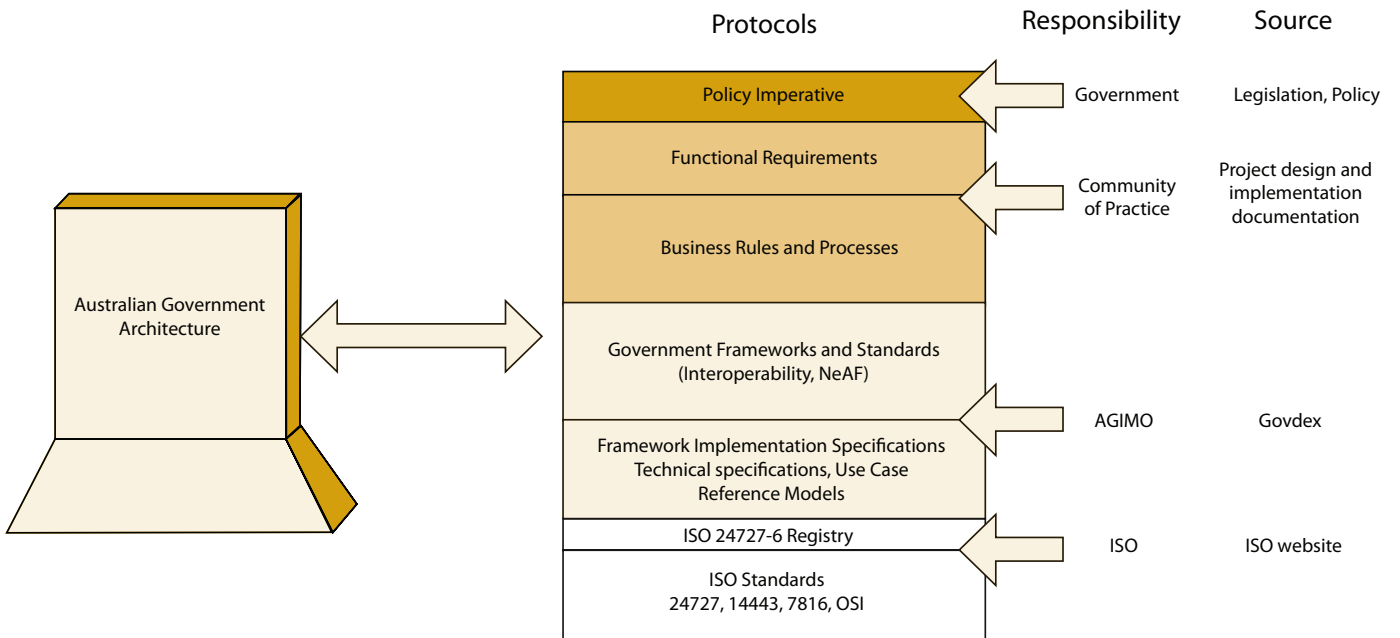 Protocols
Responsibility
Source
Policy Imperative
Government
Legislation, Policy
Functional Requirements
Community
of Practice
Project design and
implementation
documentation
Business Rules and Processes
Australian Government
Architecture
Government Frameworks and Standards
(Interoperability, NeAF)
AGIMO
Govdex
Framework Implementation Specifications
Technical specifications, Use Case
Reference Models
ISO 24727-6 Registry
ISO
ISO website
ISO Standards
24727, 14443, 7816, OSI